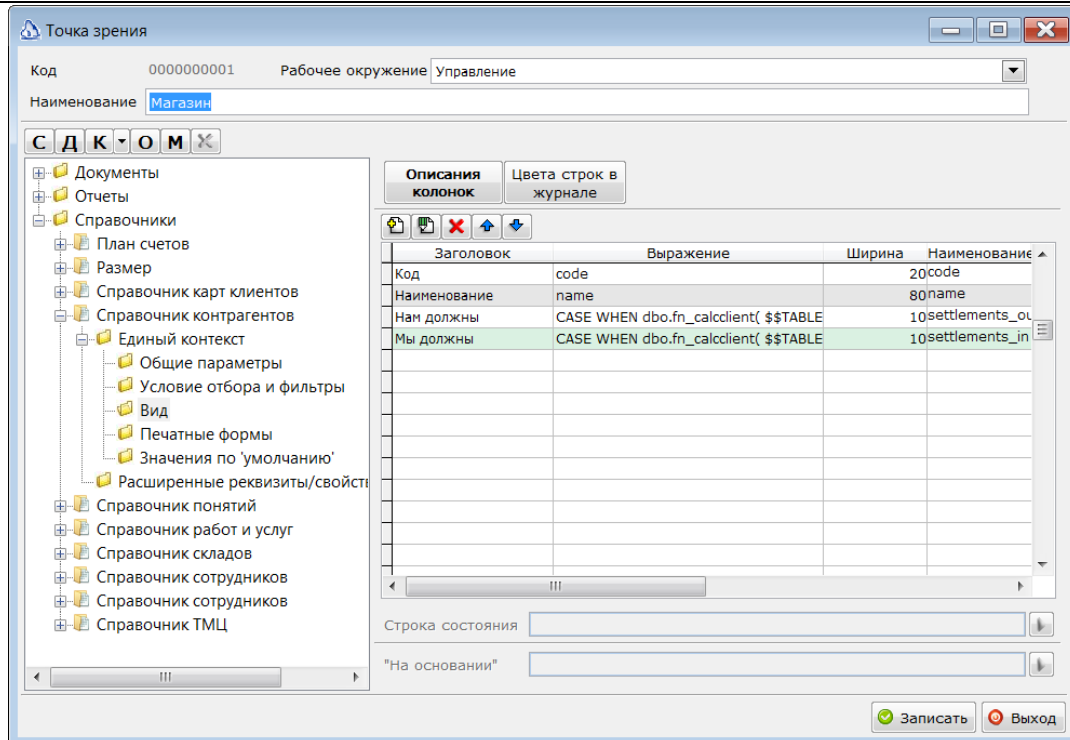 Точка зрения
Код 0000000001 Рабочее окружение Управление
Наименование Магазин
С Д К О М
Документы
Отчеты
Справочники
План счетов
Размер
Справочник карт клиентов
Справочник контрагентов
Единый контекст
Общие параметры
Условие отбора и фильтры
Вид
Печатные формы
Значения по 'умолчанию'
Расширенные реквизиты/свойсть
Справочник понятий
Справочник работ и услуг
Справочник складов
Справочник сотрудников
Справочник сотрудников
Справочник ТМЦ
Описания колонок
Цвета строк в журнале
Заголовок Выражение Ширина Наименование
Код code 20 code
Наименование name 80 name
Нам должны CASE WHEN dbo.fn_calcclient( $$TABLE 10 settlements_ou
Мы должны CASE WHEN dbo.fn_calcclient( $$TABLE 10 settlements_in
Строка состояния
"На основании"
Записать Выход